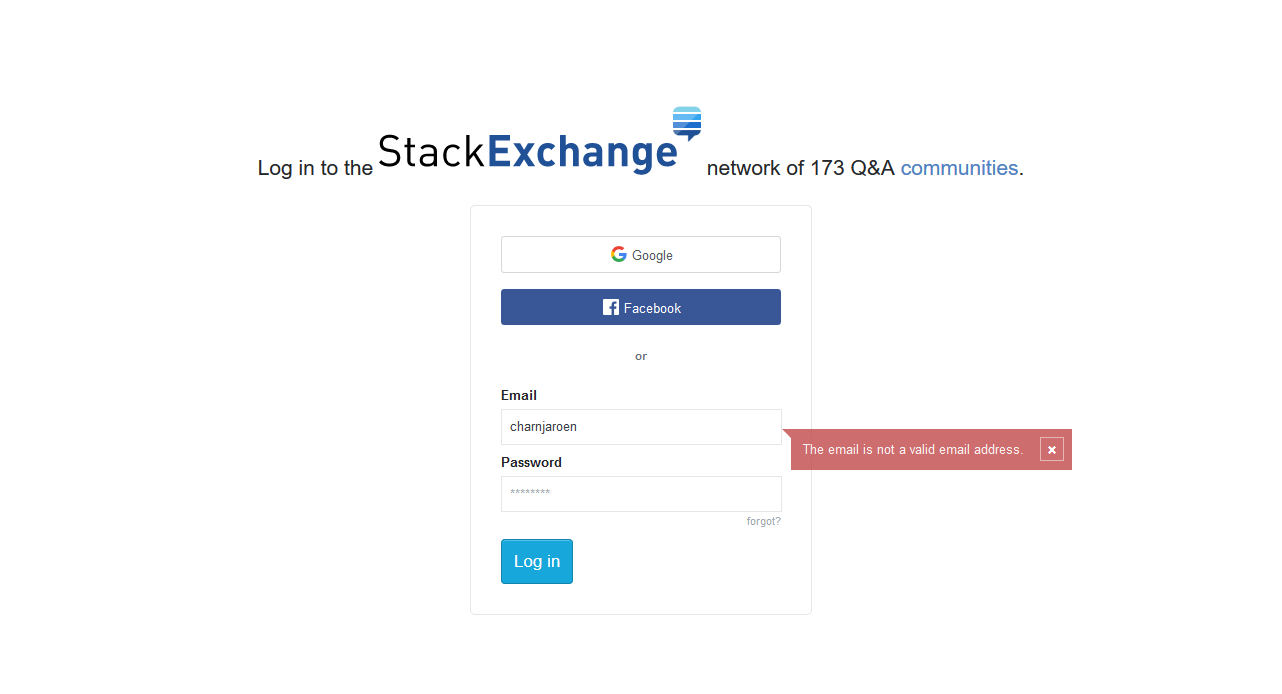 Log in to the StackExchange network of 173 Q&A communities.
Google
Facebook
or
Email
charnjaroen
The email is not a valid email address.
Password
********
forgot?
Log in